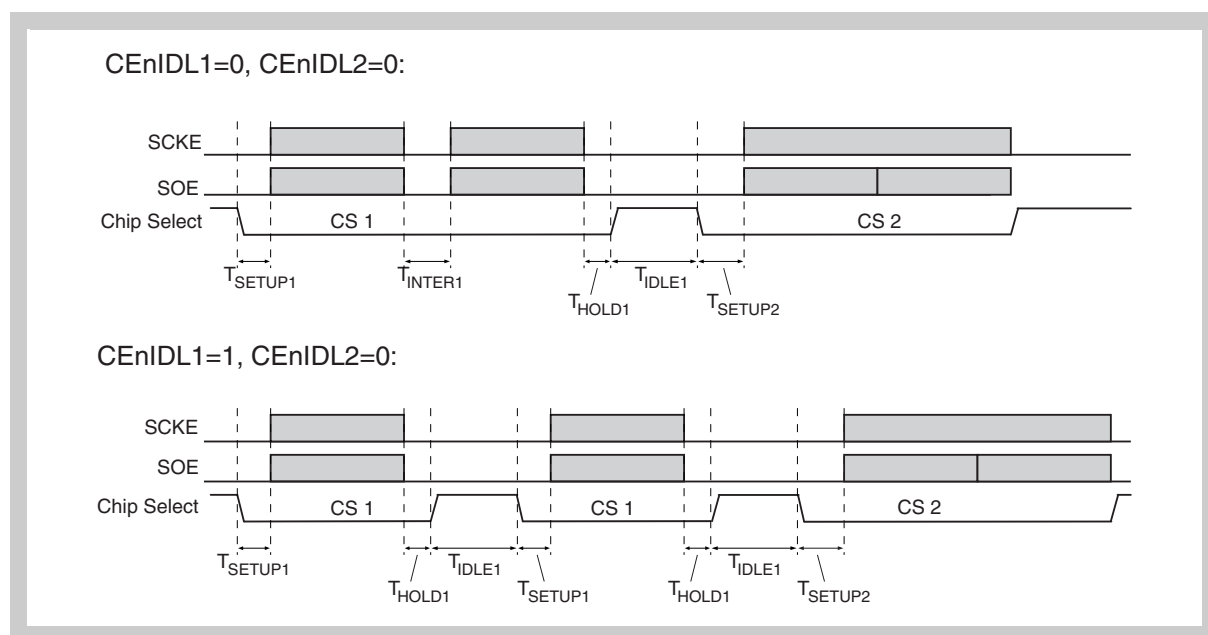 CEnIDL1=0, CEnIDL2=0:
SCKE
SOE
Chip Select
CS 1
CS 2
TSETUP1
TINTER1
THOLD1
TIDLE1
TSETUP2
CEnIDL1=1, CEnIDL2=0:
SCKE
SOE
Chip Select
CS 1
CS 1
CS 2
TSETUP1
THOLD1
TIDLE1
TSETUP1
THOLD1
TIDLE1
TSETUP2